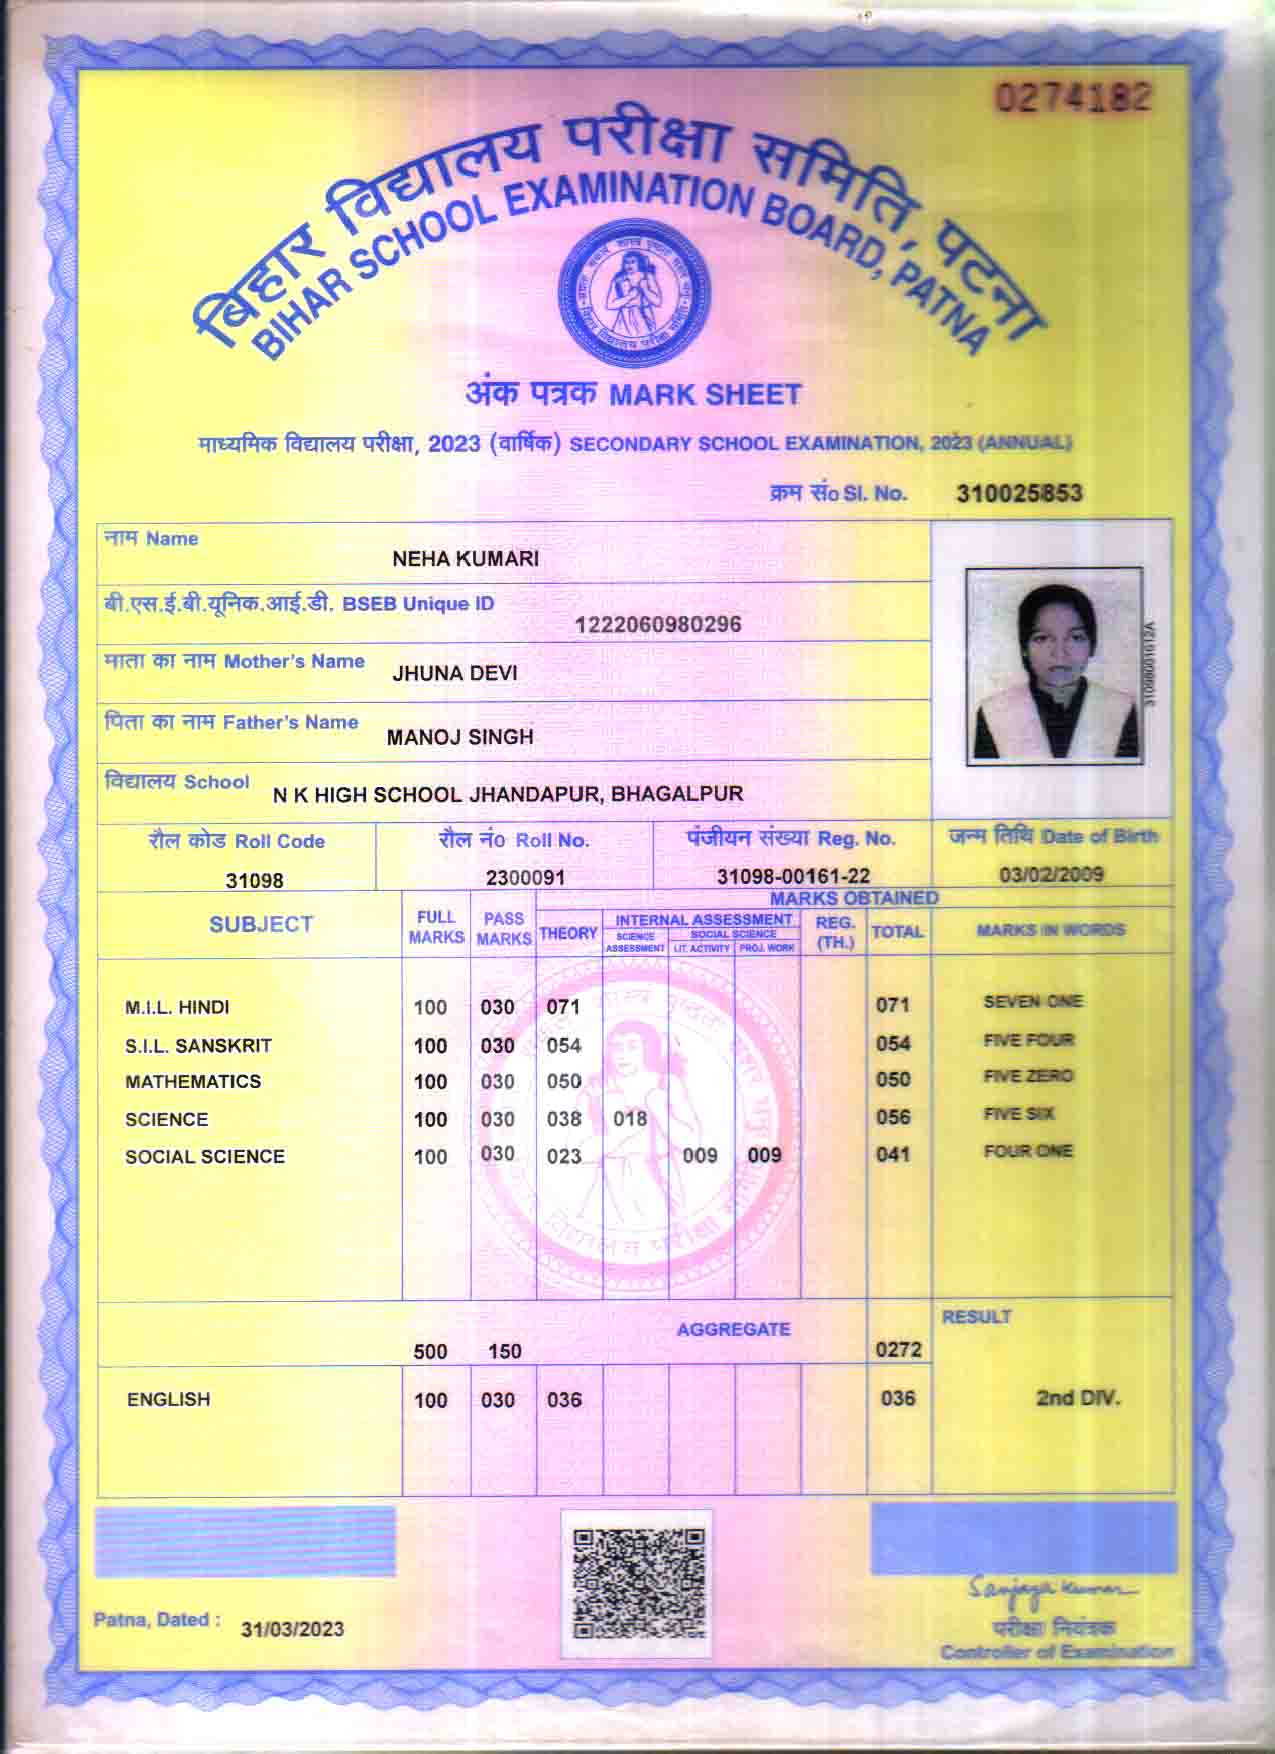 0274182
बिहार विद्यालय परीक्षा समिति, पटना
BIHAR SCHOOL EXAMINATION BOARD, PATNA
अंक पत्रक MARK SHEET
माध्यमिक विद्यालय परीक्षा, 2023 (वार्षिक) SECONDARY SCHOOL EXAMINATION, 2023 (ANNUAL)
क्रम सं० Sl. No. 310025853
नाम Name
NEHA KUMARI
बी.एस.ई.बी.यूनिक.आई.डी. BSEB Unique ID
1222060980296
माता का नाम Mother's Name
JHUNA DEVI
पिता का नाम Father's Name
MANOJ SINGH
विद्यालय School
N K HIGH SCHOOL JHANDAPUR, BHAGALPUR
310980001612A
रौल कोड Roll Code रौल नं० Roll No. पंजीयन संख्या Reg. No. जन्म तिथि Date of Birth
31098 2300091 31098-00161-22 03/02/2009
MARKS OBTAINED
SUBJECT FULL MARKS PASS MARKS THEORY INTERNAL ASSESSMENT REG. (TH.) TOTAL MARKS IN WORDS
SCIENCE ASSESSMENT SOCIAL SCIENCE
LIT. ACTIVITY PROJ. WORK
M.I.L. HINDI 100 030 071 071 SEVEN ONE
S.I.L. SANSKRIT 100 030 054 054 FIVE FOUR
MATHEMATICS 100 030 050 050 FIVE ZERO
SCIENCE 100 030 038 018 056 FIVE SIX
SOCIAL SCIENCE 100 030 023 009 009 041 FOUR ONE
विद्यालय परीक्षा
AGGREGATE RESULT
500 150 0272
ENGLISH 100 030 036 036 2nd DIV.
Sanjaya Kumar
Patna, Dated : 31/03/2023
परीक्षा नियंत्रक
Controller of Examination